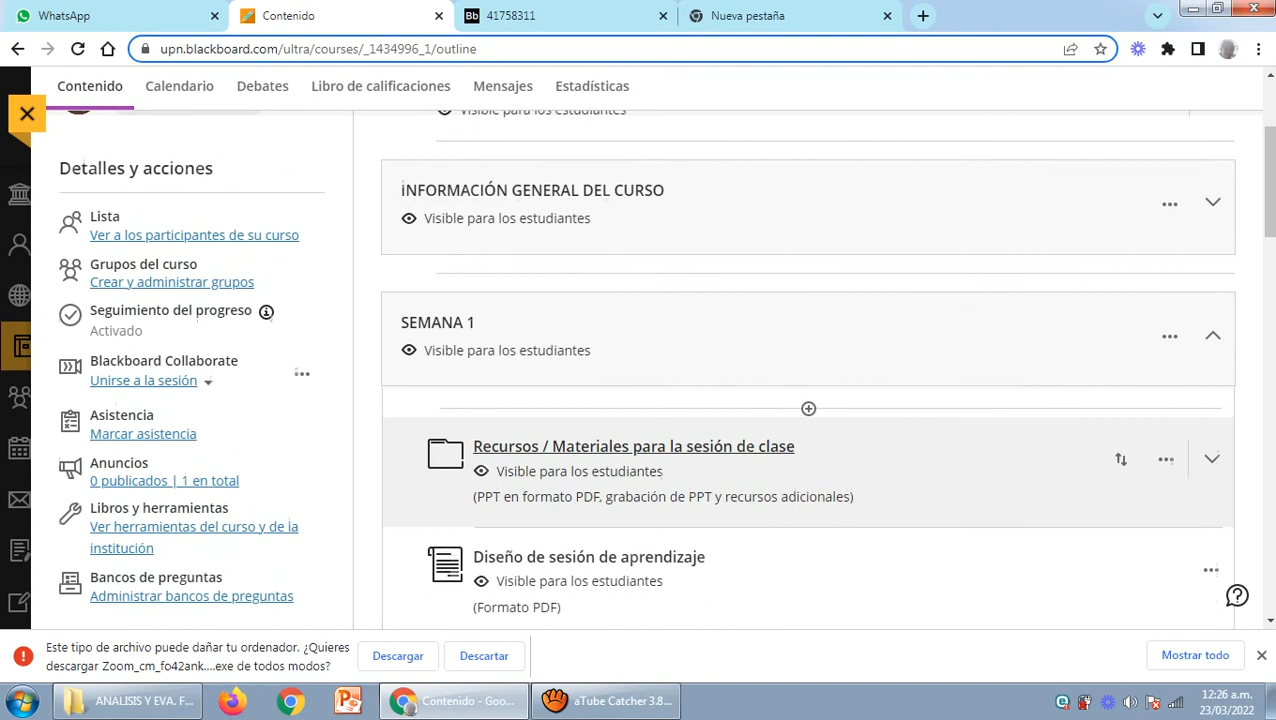 WhatsApp
Contenido
41758311
Nueva pestaña
upn.blackboard.com/ultra/courses/_1434996_1/outline
Contenido
Calendario
Debates
Libro de calificaciones
Mensajes
Estadísticas
Visible para los estudiantes
Detalles y acciones
Lista
Ver a los participantes de su curso
Grupos del curso
Crear y administrar grupos
Seguimiento del progreso
Activado
Blackboard Collaborate
Unirse a la sesión
Asistencia
Marcar asistencia
Anuncios
0 publicados | 1 en total
Libros y herramientas
Ver herramientas del curso y de la
institución
Bancos de preguntas
Administrar bancos de preguntas
INFORMACIÓN GENERAL DEL CURSO
Visible para los estudiantes
SEMANA 1
Visible para los estudiantes
Recursos / Materiales para la sesión de clase
Visible para los estudiantes
(PPT en formato PDF, grabación de PPT y recursos adicionales)
Diseño de sesión de aprendizaje
Visible para los estudiantes
(Formato PDF)
Este tipo de archivo puede dañar tu ordenador. ¿Quieres
descargar Zoom_cm_fo42ank....exe de todos modos?
Descargar
Descartar
Mostrar todo
ANALISIS Y EVA. F...
Contenido - Goo...
aTube Catcher 3.8...
12:26 a.m.
23/03/2022